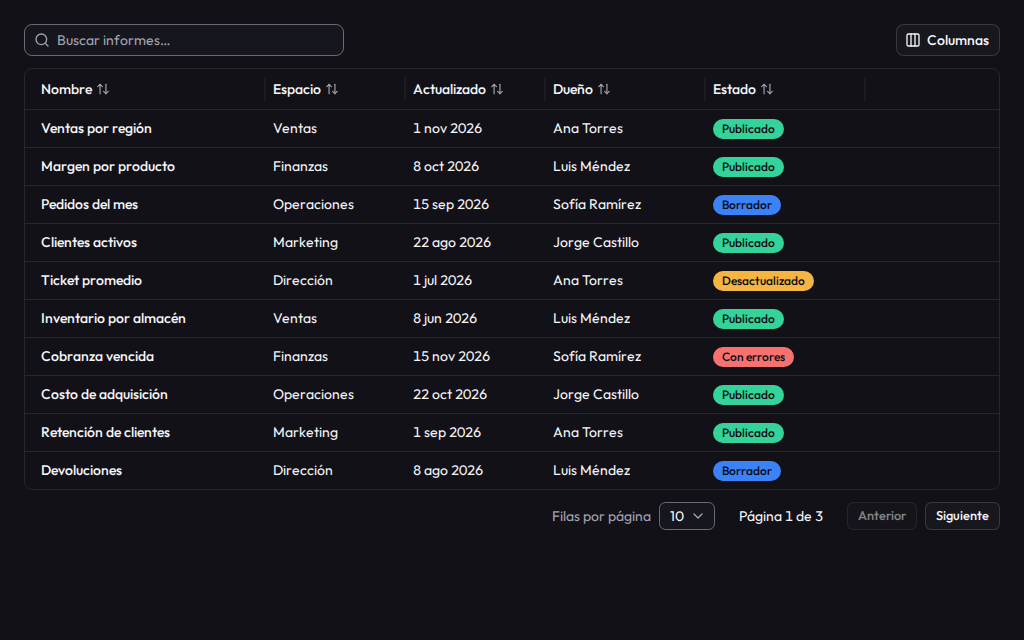 Buscar informes…
Columnas
Nombre Espacio Actualizado Dueño Estado
Ventas por región Ventas 1 nov 2026 Ana Torres Publicado
Margen por producto Finanzas 8 oct 2026 Luis Méndez Publicado
Pedidos del mes Operaciones 15 sep 2026 Sofía Ramírez Borrador
Clientes activos Marketing 22 ago 2026 Jorge Castillo Publicado
Ticket promedio Dirección 1 jul 2026 Ana Torres Desactualizado
Inventario por almacén Ventas 8 jun 2026 Luis Méndez Publicado
Cobranza vencida Finanzas 15 nov 2026 Sofía Ramírez Con errores
Costo de adquisición Operaciones 22 oct 2026 Jorge Castillo Publicado
Retención de clientes Marketing 1 sep 2026 Ana Torres Publicado
Devoluciones Dirección 8 ago 2026 Luis Méndez Borrador
Filas por página 10 Página 1 de 3 Anterior Siguiente